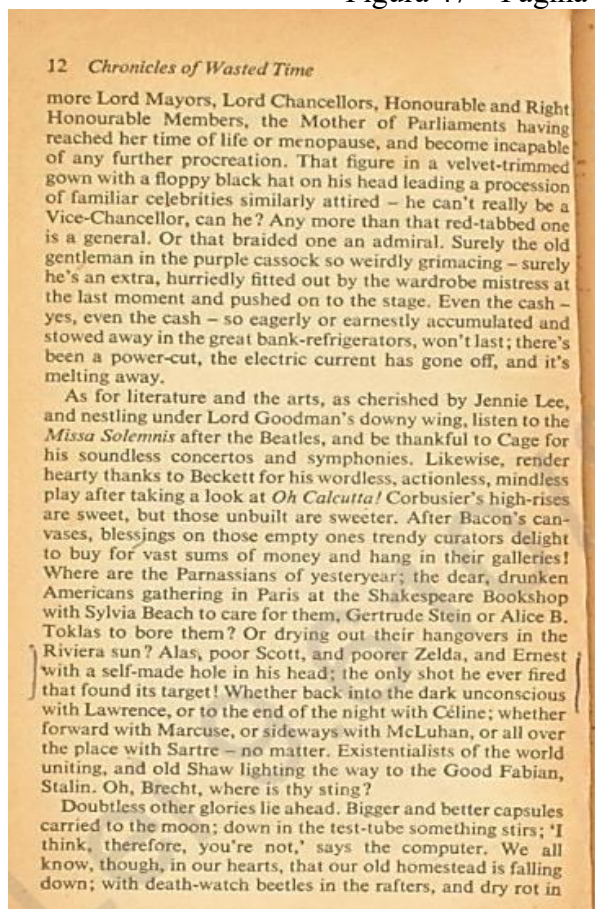 12 Chronicles of Wasted Time
more Lord Mayors, Lord Chancellors, Honourable and Right
Honourable Members, the Mother of Parliaments having
reached her time of life or menopause, and become incapable
of any further procreation. That figure in a velvet-trimmed
gown with a floppy black hat on his head leading a procession
of familiar celebrities similarly attired – he can't really be a
Vice-Chancellor, can he? Any more than that red-tabbed one
is a general. Or that braided one an admiral. Surely the old
gentleman in the purple cassock so weirdly grimacing – surely
he's an extra, hurriedly fitted out by the wardrobe mistress at
the last moment and pushed on to the stage. Even the cash –
yes, even the cash – so eagerly or earnestly accumulated and
stowed away in the great bank-refrigerators, won't last; there's
been a power-cut, the electric current has gone off, and it's
melting away.
As for literature and the arts, as cherished by Jennie Lee,
and nestling under Lord Goodman's downy wing, listen to the
Missa Solemnis after the Beatles, and be thankful to Cage for
his soundless concertos and symphonies. Likewise, render
hearty thanks to Beckett for his wordless, actionless, mindless
play after taking a look at Oh Calcutta! Corbusier's high-rises
are sweet, but those unbuilt are sweeter. After Bacon's can-
vases, blessings on those empty ones trendy curators delight
to buy for vast sums of money and hang in their galleries!
Where are the Parnassians of yesteryear; the dear, drunken
Americans gathering in Paris at the Shakespeare Bookshop
with Sylvia Beach to care for them, Gertrude Stein or Alice B.
Toklas to bore them? Or drying out their hangovers in the
Riviera sun? Alas, poor Scott, and poorer Zelda, and Ernest
with a self-made hole in his head; the only shot he ever fired
that found its target! Whether back into the dark unconscious
with Lawrence, or to the end of the night with Céline; whether
forward with Marcuse, or sideways with McLuhan, or all over
the place with Sartre – no matter. Existentialists of the world
uniting, and old Shaw lighting the way to the Good Fabian,
Stalin. Oh, Brecht, where is thy sting?
Doubtless other glories lie ahead. Bigger and better capsules
carried to the moon; down in the test-tube something stirs; 'I
think, therefore, you're not,' says the computer. We all
know, though, in our hearts, that our old homestead is falling
down; with death-watch beetles in the rafters, and dry rot in